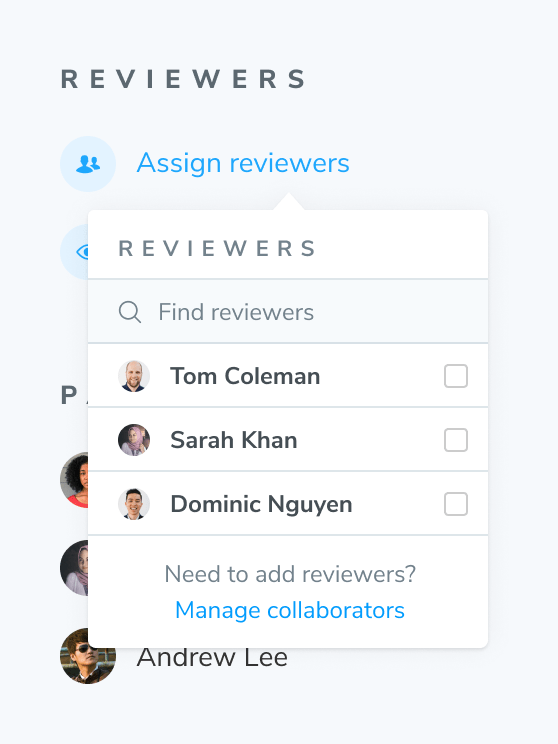 REVIEWERS
Assign reviewers
REVIEWERS
Find reviewers
Tom Coleman
Sarah Khan
Dominic Nguyen
Need to add reviewers?
Manage collaborators
Andrew Lee